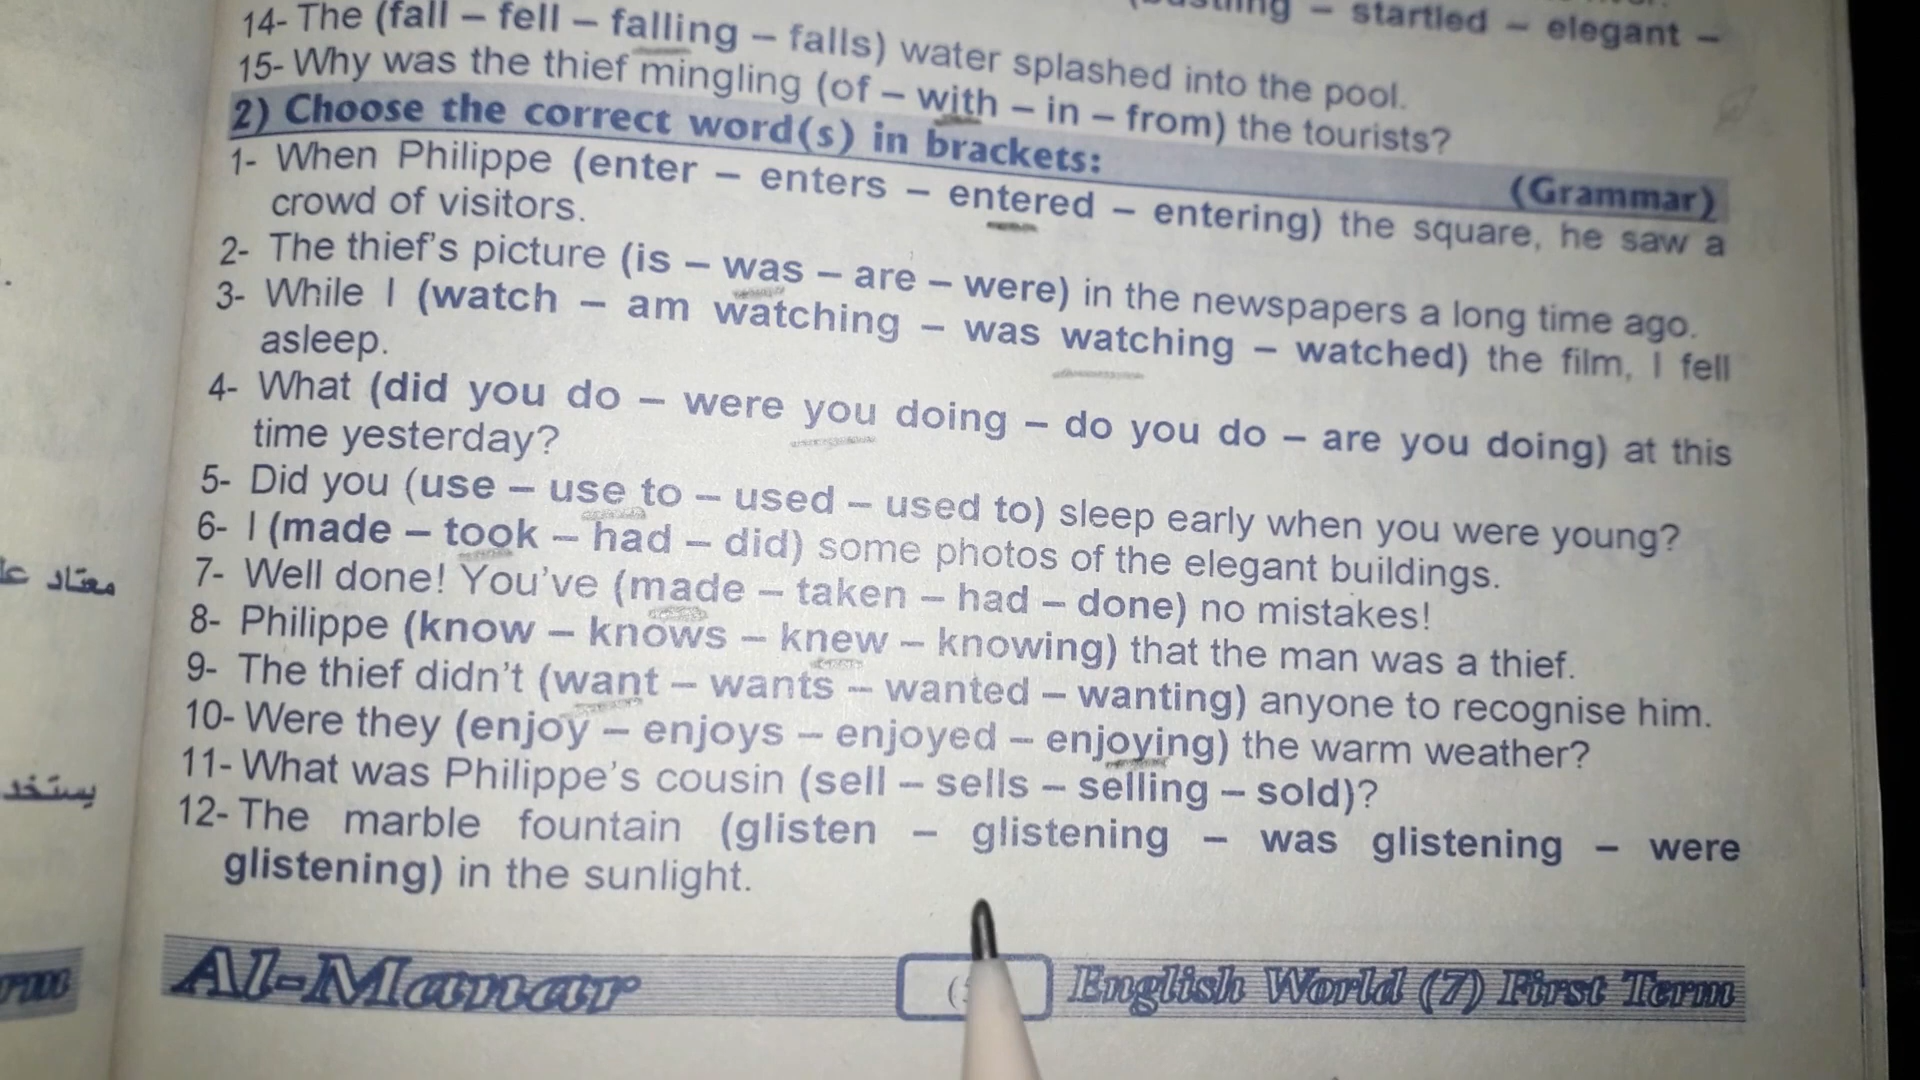 – startled – elegant –
14- The (fall – fell – falling – falls) water splashed into the pool.
15- Why was the thief mingling (of – with – in – from) the tourists?
2) Choose the correct word(s) in brackets: (Grammar)
1- When Philippe (enter – enters – entered – entering) the square, he saw a
crowd of visitors.
2- The thief's picture (is – was – are – were) in the newspapers a long time ago.
3- While I (watch – am watching – was watching – watched) the film, I fell
asleep.
4- What (did you do – were you doing – do you do – are you doing) at this
time yesterday?
5- Did you (use – use to – used – used to) sleep early when you were young?
6- I (made – took – had – did) some photos of the elegant buildings.
7- Well done! You've (made – taken – had – done) no mistakes!
8- Philippe (know – knows – knew – knowing) that the man was a thief.
9- The thief didn't (want – wants – wanted – wanting) anyone to recognise him.
10- Were they (enjoy – enjoys – enjoyed – enjoying) the warm weather?
11- What was Philippe's cousin (sell – sells – selling – sold)?
12- The marble fountain (glisten – glistening – was glistening – were
glistening) in the sunlight.
معتاد
Al-Manar English World (7) First Term